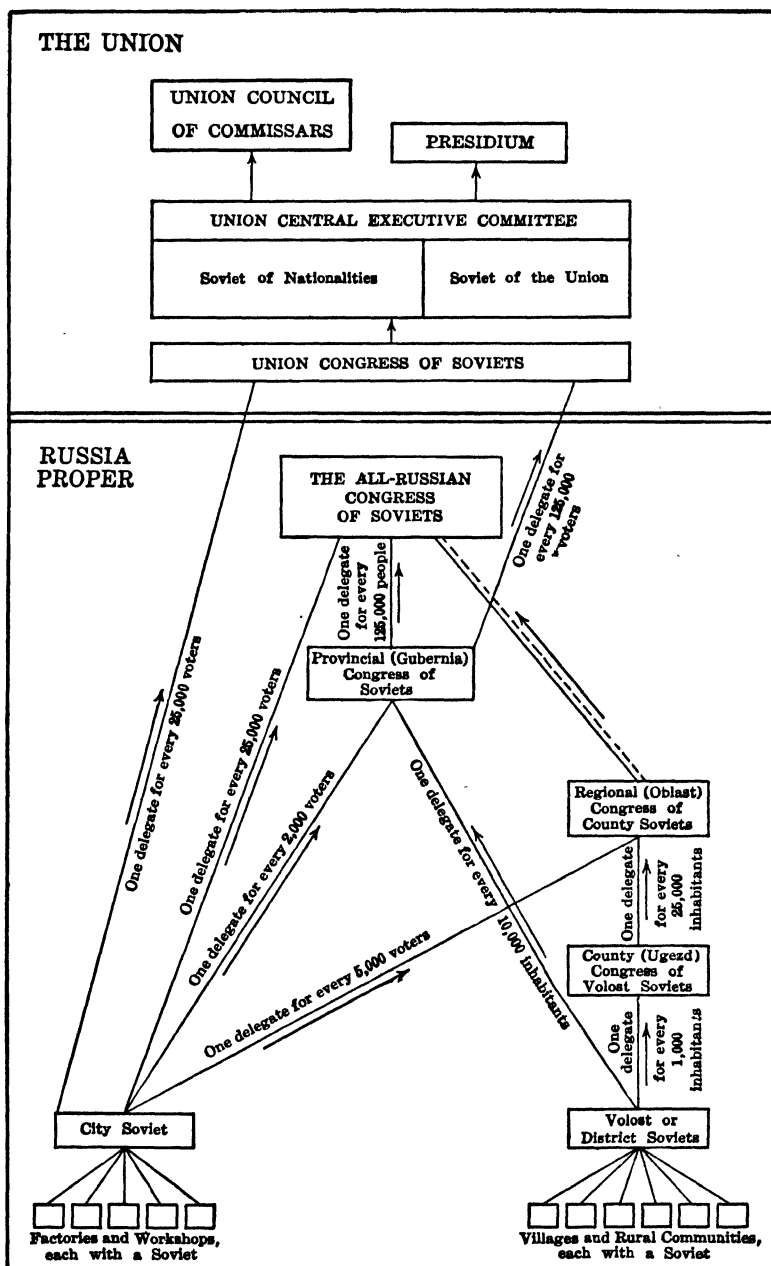 THE UNION
UNION COUNCIL
OF COMMISSARS
PRESIDIUM
UNION CENTRAL EXECUTIVE COMMITTEE
Soviet of Nationalities
Soviet of the Union
UNION CONGRESS OF SOVIETS
RUSSIA
PROPER
THE ALL-RUSSIAN
CONGRESS
OF SOVIETS
One delegate for
every 125,000
voters
One delegate
for every
125,000 people
Provincial (Gubernia)
Congress of
Soviets
One delegate for every 25,000 voters
One delegate for every 25,000 voters
One delegate for every 2,000 voters
One delegate for every 10,000 inhabitants
One delegate for every 5,000 voters
Regional (Oblast)
Congress of
County Soviets
One delegate
for every
25,000
inhabitants
County (Ugezd)
Congress of
Volost Soviets
One
delegate
for every
1,000
inhabitants
City Soviet
Volost or
District Soviets
Factories and Workshops,
each with a Soviet
Villages and Rural Communities,
each with a Soviet